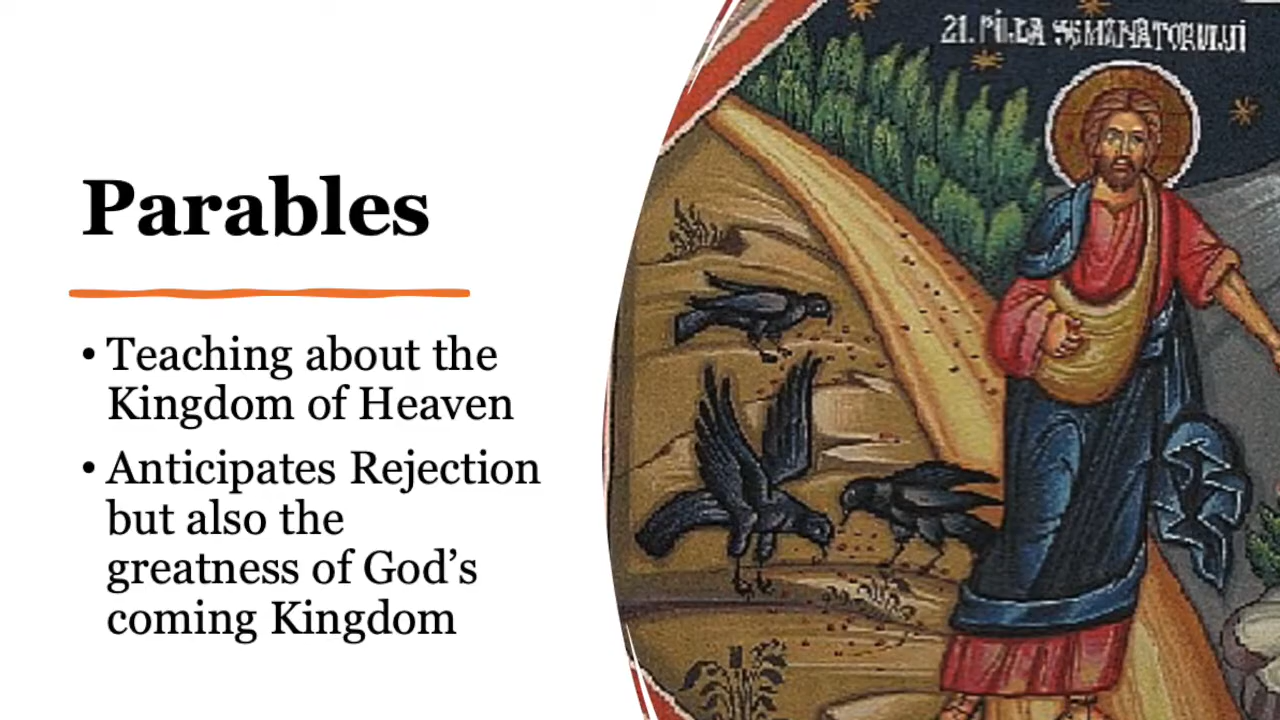 21. PILDA SEMĂNĂTORULUI
Parables
• Teaching about the
Kingdom of Heaven
• Anticipates Rejection
but also the
greatness of God’s
coming Kingdom